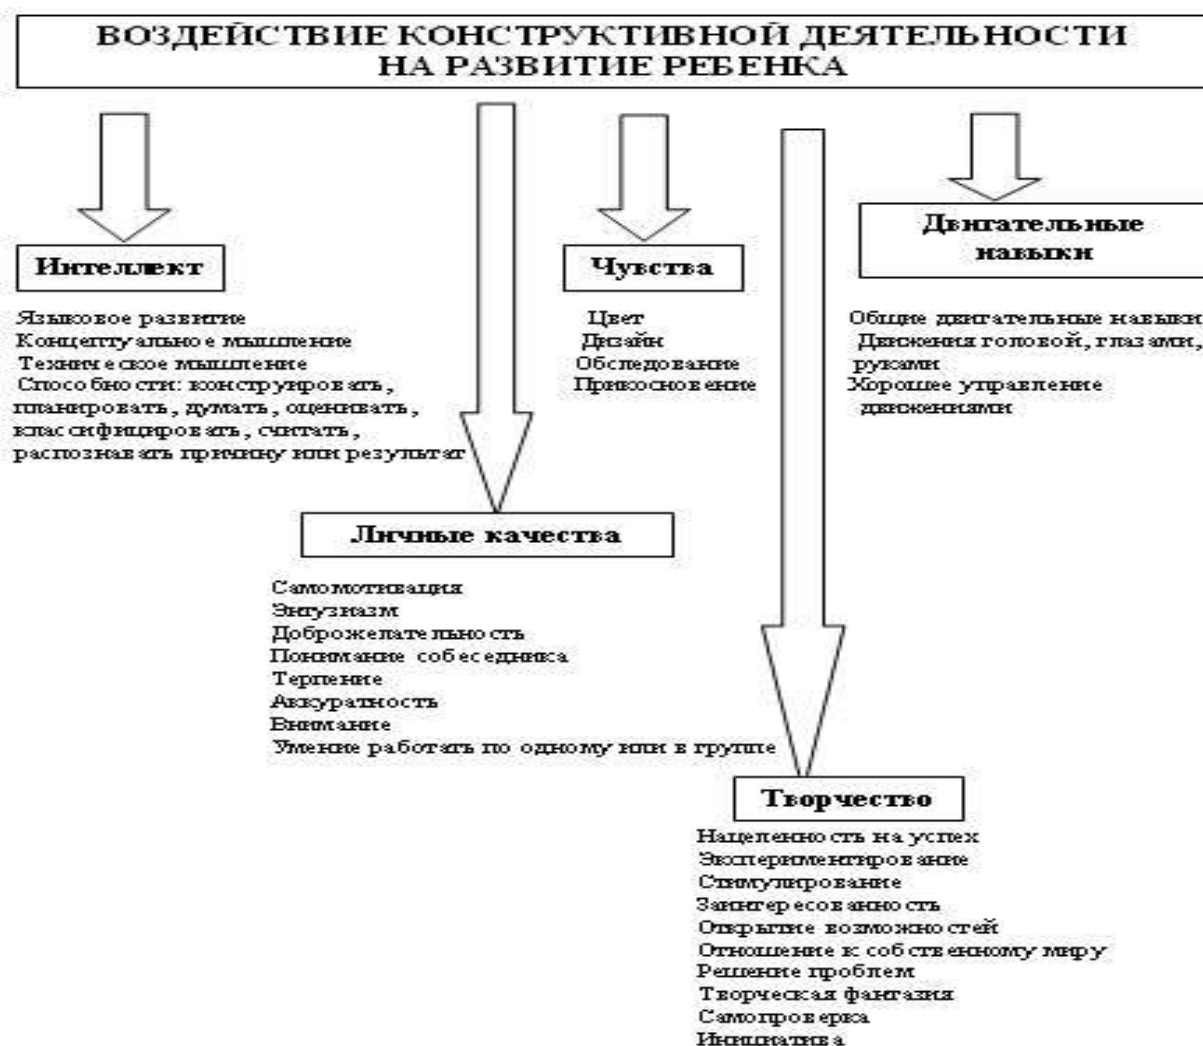 ВОЗДЕЙСТВИЕ КОНСТРУКТИВНОЙ ДЕЯТЕЛЬНОСТИ
НА РАЗВИТИЕ РЕБЕНКА
Интеллект
Языковое развитие
Концептуальное мышление
Техническое мышление
Способности: конструировать,
планировать, думать, оценивать,
классифицировать, считать,
распознавать причину или результат
Чувства
Цвет
Дизайн
Обследование
Прикосновение
Двигательные
навыки
Общие двигательные навыки
Движения головой, глазами,
руками
Хорошее управление
движениями
Личные качества
Самомотивация
Энтузиазм
Доброжелательность
Понимание собеседника
Терпение
Аккуратность
Внимание
Умение работать по одному или в группе
Творчество
Нацеленность на успех
Экспериментирование
Стимулирование
Заинтересованность
Открытие возможностей
Отношение к собственному миру
Решение проблем
Творческая фантазия
Самопроверка
Инициатива